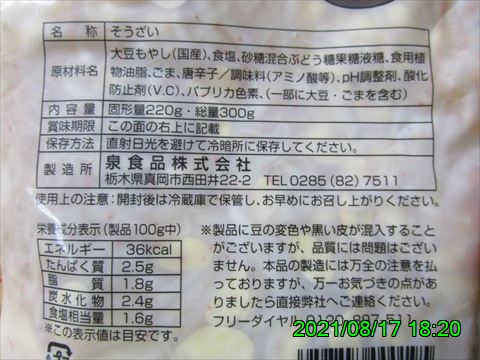 名 称 そうざい
原材料名 大豆もやし(国産)、食塩、砂糖混合ぶどう糖果糖液糖、食用植
物油脂、ごま、唐辛子／調味料(アミノ酸等)、pH調整剤、酸化
防止剤(V.C)、パプリカ色素、(一部に大豆・ごまを含む)
内 容 量 固形量220g・総量300g
賞味期限 この面の右上に記載
保存方法 直射日光を避けて冷暗所に保存してください。
製 造 所 泉食品株式会社
栃木県真岡市西田井22-2 TEL0285(82)7511
使用上の注意:開封後は冷蔵庫で保管し、お早めにお召し上がりください。
栄養成分表示(製品100g中)
エネルギー 36kcal
たんぱく質 2.5g
脂 質 1.8g
炭水化物 2.4g
食塩相当量 1.6g
※この表示値は目安です。
※製品に豆の変色や黒い皮が混入する
ことがございますが、品質には問題はござい
ません。本品の製造には万全の注意を払
っておりますが、万一お気づきの点があ
りましたら直接弊社へご連絡ください。
フリーダイヤル 0120-087-511
2021/08/17 18:20